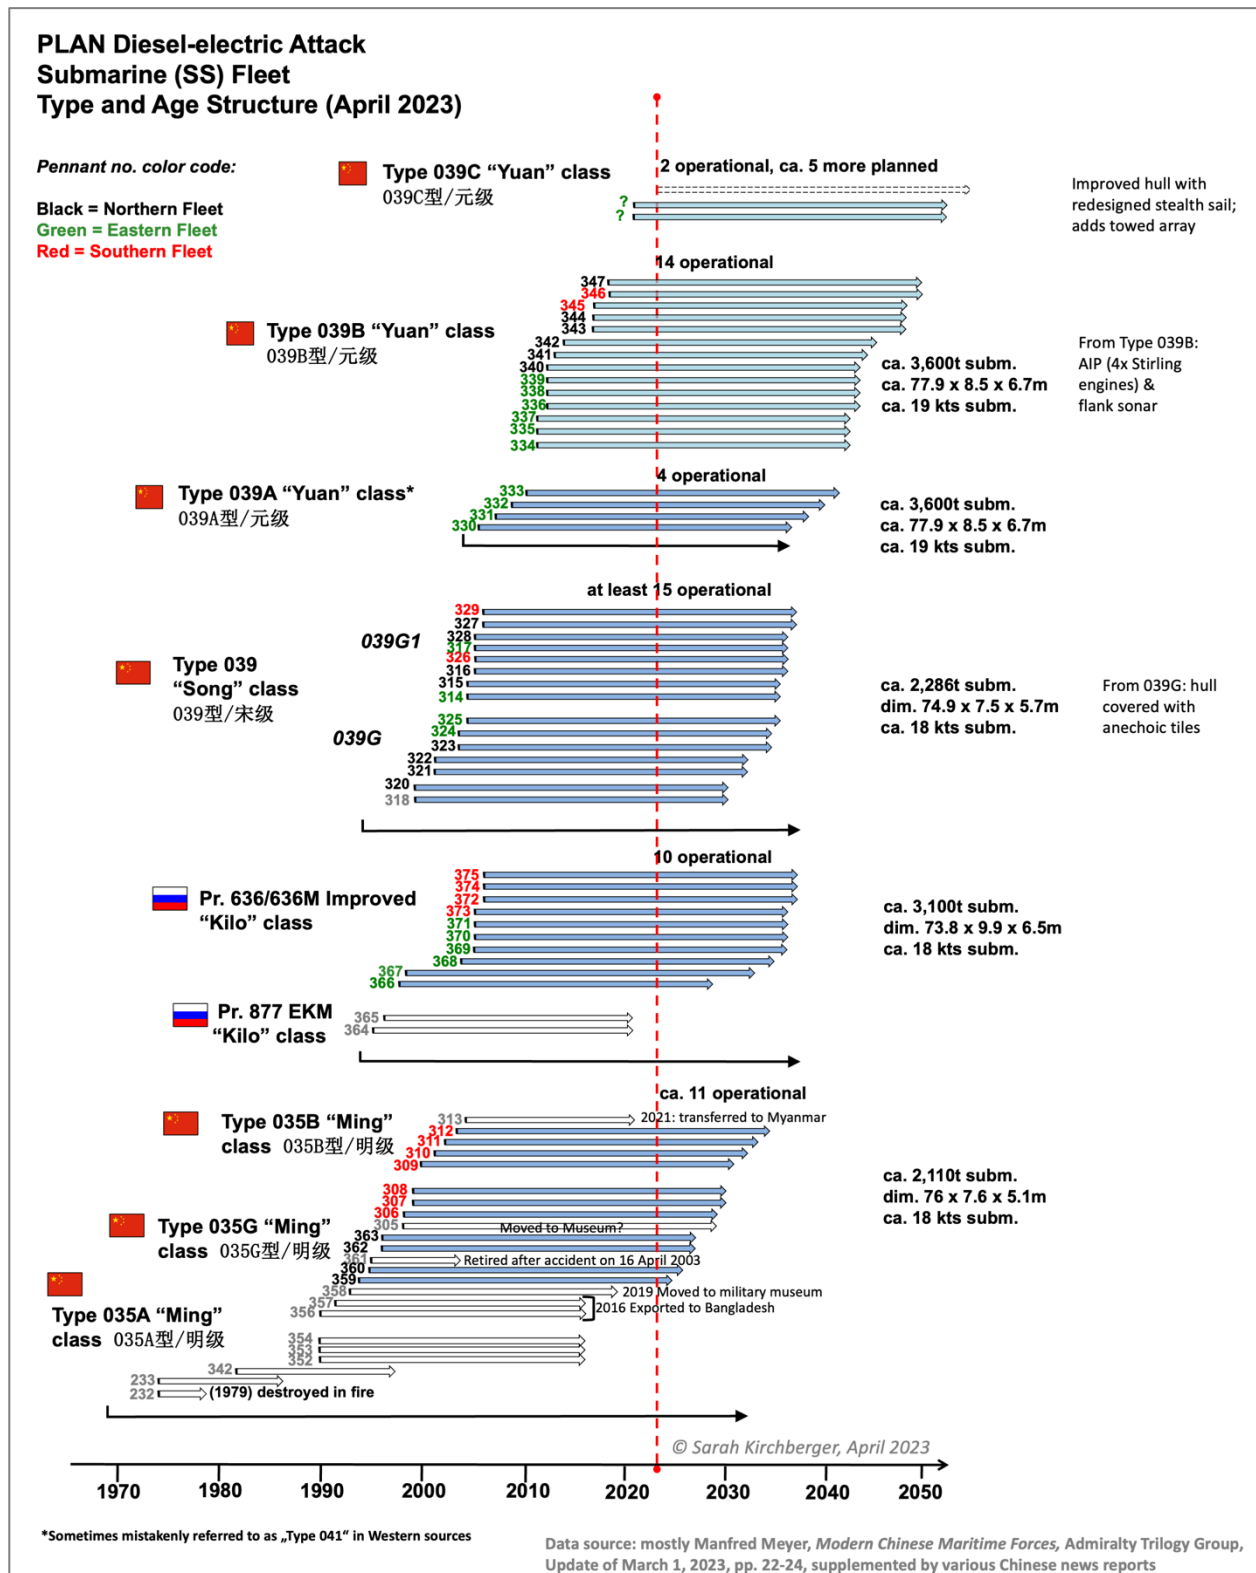 PLAN Diesel-electric Attack
Submarine (SS) Fleet
Type and Age Structure (April 2023)
Pennant no. color code:
Black = Northern Fleet
Green = Eastern Fleet
Red = Southern Fleet
Type 039C “Yuan” class
039C型/元级
2 operational, ca. 5 more planned
?
?
Improved hull with
redesigned stealth sail;
adds towed array
14 operational
Type 039B “Yuan” class
039B型/元级
347
346
345
344
343
342
341
340
339
338
336
337
335
334
ca. 3,600t subm.
ca. 77.9 x 8.5 x 6.7m
ca. 19 kts subm.
From Type 039B:
AIP (4x Stirling
engines) &
flank sonar
4 operational
Type 039A “Yuan” class*
039A型/元级
333
332
331
330
ca. 3,600t subm.
ca. 77.9 x 8.5 x 6.7m
ca. 19 kts subm.
at least 15 operational
Type 039
“Song” class
039型/宋级
039G1
329
327
328
317
326
316
315
314
039G
325
324
323
322
321
320
318
ca. 2,286t subm.
dim. 74.9 x 7.5 x 5.7m
ca. 18 kts subm.
From 039G: hull
covered with
anechoic tiles
10 operational
Pr. 636/636M Improved
“Kilo” class
375
374
372
373
371
370
369
368
367
366
ca. 3,100t subm.
dim. 73.8 x 9.9 x 6.5m
ca. 18 kts subm.
Pr. 877 EKM
“Kilo” class
365
364
ca. 11 operational
Type 035B “Ming”
class 035B型/明级
313
2021: transferred to Myanmar
312
311
310
309
ca. 2,110t subm.
dim. 76 x 7.6 x 5.1m
ca. 18 kts subm.
Type 035G “Ming”
class 035G型/明级
308
307
306
305
Moved to Museum?
363
362
361
Retired after accident on 16 April 2003
360
359
358
2019 Moved to military museum
357
356
2016 Exported to Bangladesh
Type 035A “Ming”
class 035A型/明级
354
353
352
342
233
232
(1979) destroyed in fire
© Sarah Kirchberger, April 2023
1970
1980
1990
2000
2010
2020
2030
2040
2050
*Sometimes mistakenly referred to as „Type 041“ in Western sources
Data source: mostly Manfred Meyer, Modern Chinese Maritime Forces, Admiralty Trilogy Group,
Update of March 1, 2023, pp. 22-24, supplemented by various Chinese news reports